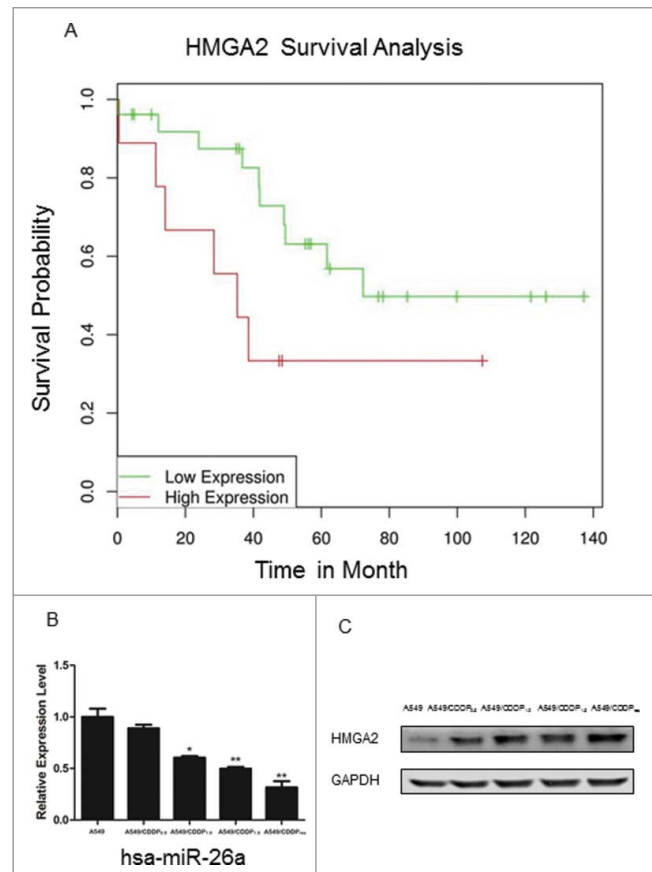 A
HMGA2 Survival Analysis
Survival Probability
1.0
0.8
0.6
0.4
0.2
0.0
Low Expression
High Expression
0 20 40 60 80 100 120 140
Time in Month
B
Relative Expression Level
1.5
1.0
0.5
0.0
* ** **
A549
hsa-miR-26a
C
A549
HMGA2
GAPDH